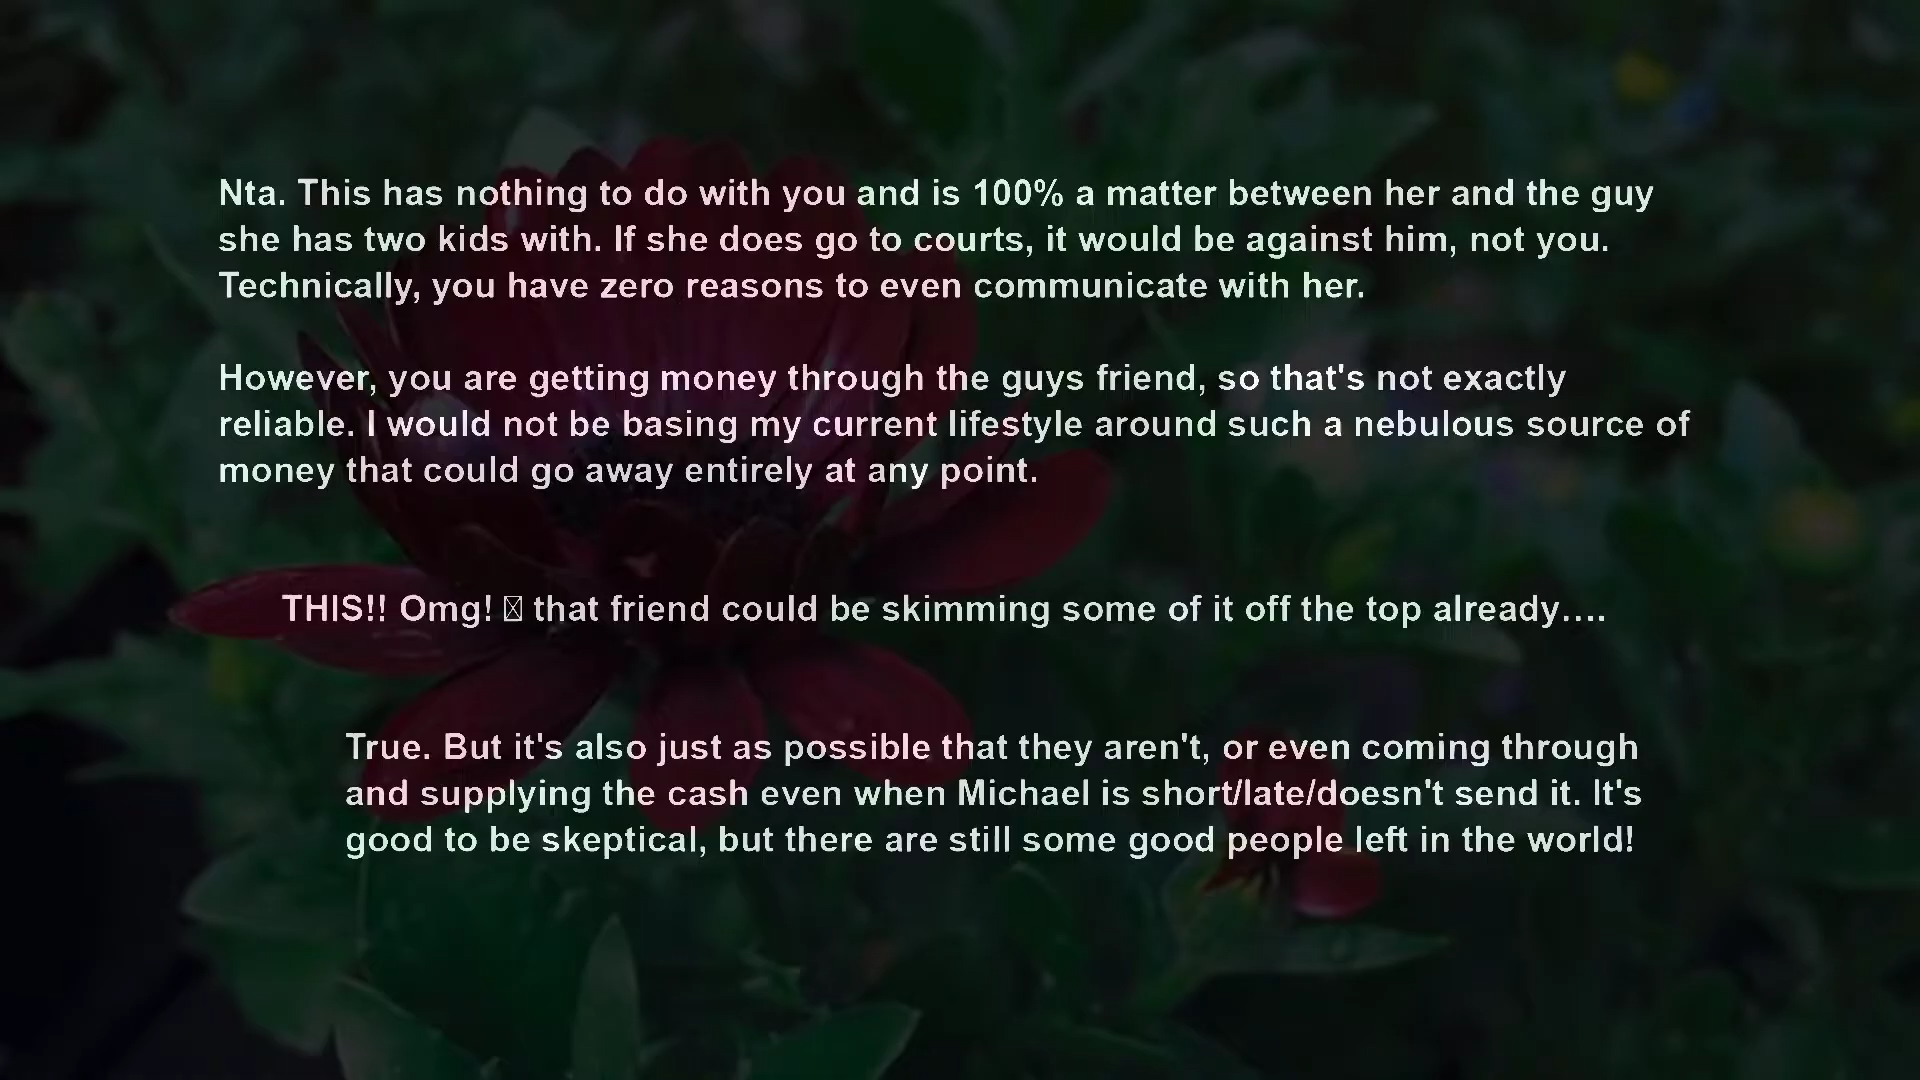 Nta. This has nothing to do with you and is 100% a matter between her and the guy
she has two kids with. If she does go to courts, it would be against him, not you.
Technically, you have zero reasons to even communicate with her.
However, you are getting money through the guys friend, so that's not exactly
reliable. I would not be basing my current lifestyle around such a nebulous source of
money that could go away entirely at any point.
THIS!! Omg! that friend could be skimming some of it off the top already....
True. But it's also just as possible that they aren't, or even coming through
and supplying the cash even when Michael is short/late/doesn't send it. It's
good to be skeptical, but there are still some good people left in the world!